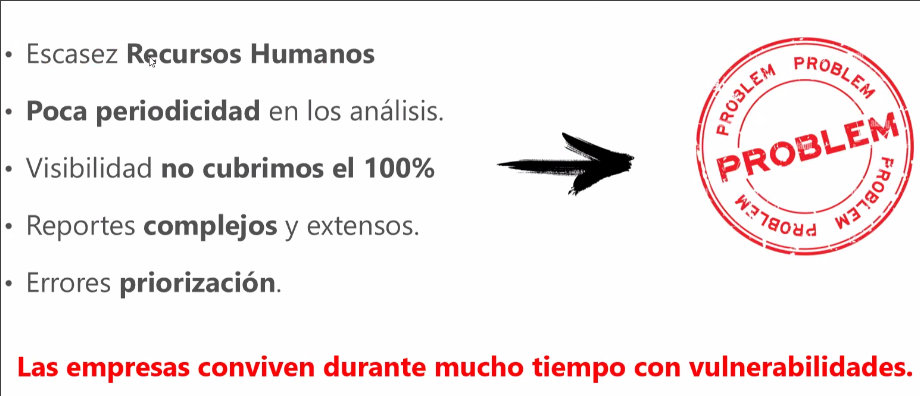 • Escasez Recursos Humanos
• Poca periodicidad en los análisis.
• Visibilidad no cubrimos el 100%
• Reportes complejos y extensos.
• Errores priorización.
PROBLEM PROBLEM
PROBLEM
PROBLEM PROBLEM PROBLEM
Las empresas conviven durante mucho tiempo con vulnerabilidades.